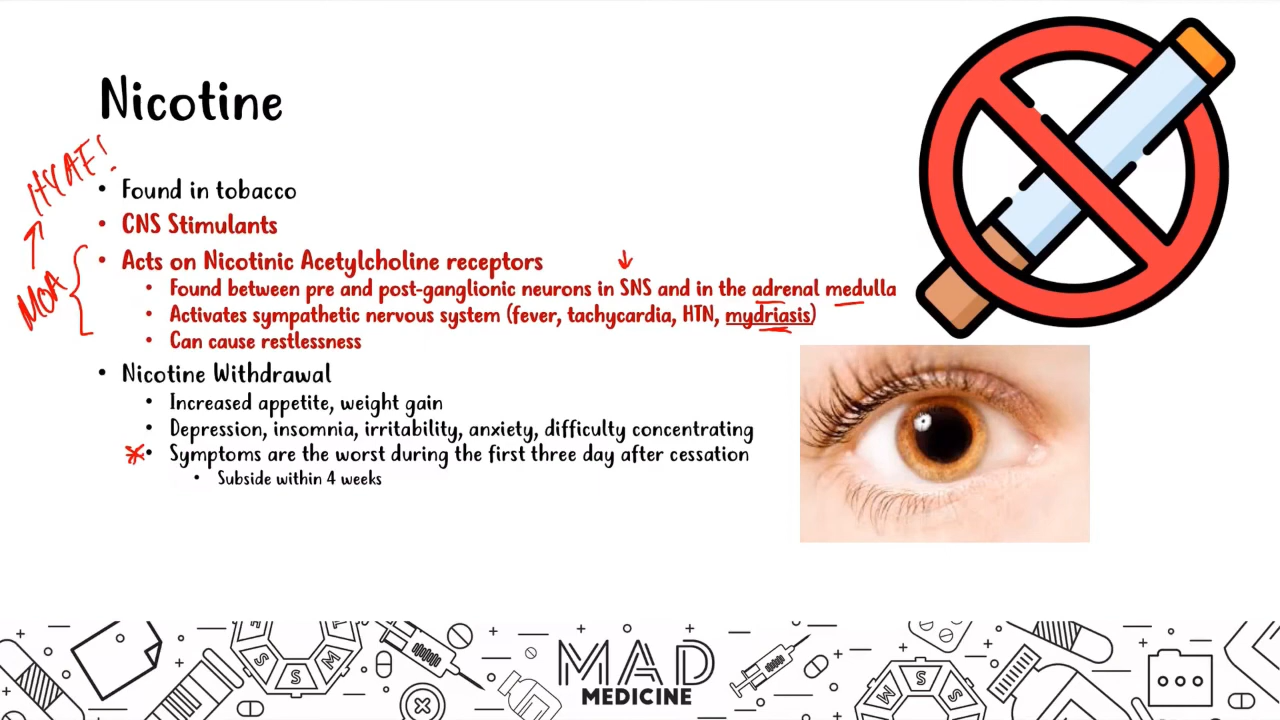 Nicotine
HYAF!
MOA
• Found in tobacco
• CNS Stimulants
• Acts on Nicotinic Acetylcholine receptors
• Found between pre and post-ganglionic neurons in SNS and in the adrenal medulla
• Activates sympathetic nervous system (fever, tachycardia, HTN, mydriasis)
• Can cause restlessness
• Nicotine Withdrawal
• Increased appetite, weight gain
• Depression, insomnia, irritability, anxiety, difficulty concentrating
• Symptoms are the worst during the first three day after cessation
• Subside within 4 weeks
MAD
MEDICINE